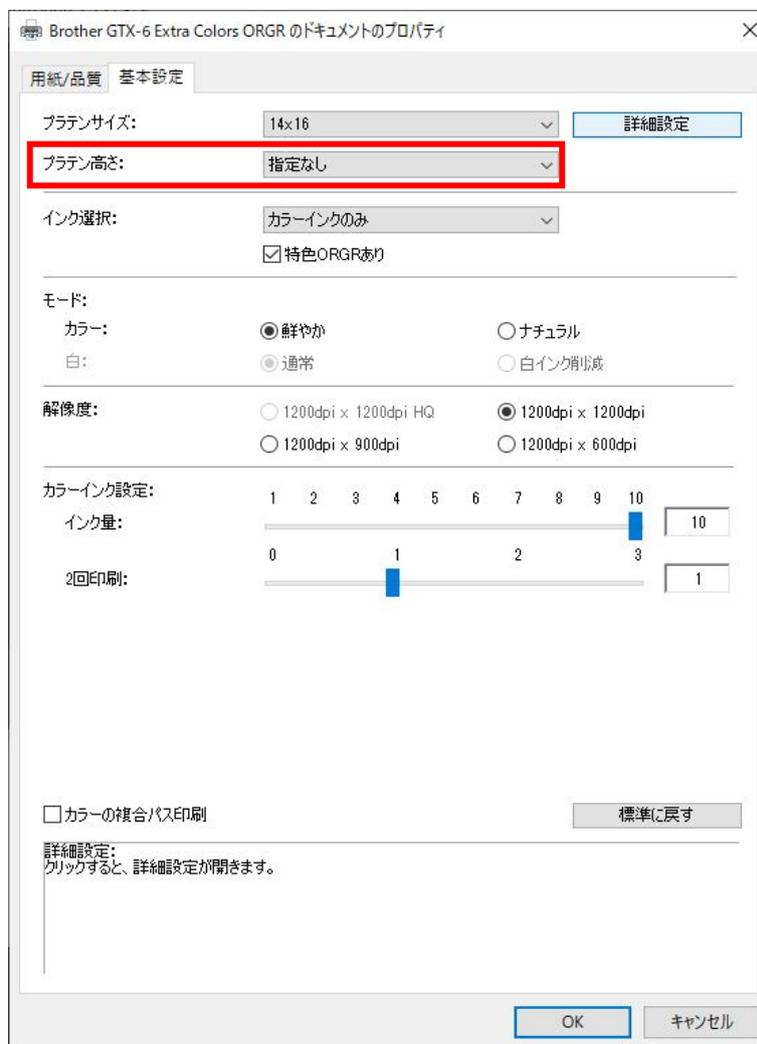 Brother GTX-6 Extra Colors ORGR のドキュメントのプロパティ
用紙/品質 基本設定
プラテンサイズ: 14×16 詳細設定
プラテン高さ: 指定なし
インク選択: カラーインクのみ
特色ORGRあり
モード:
カラー: 鮮やか ナチュラル
白: 通常 白インク削減
解像度: 1200dpi x 1200dpi HQ 1200dpi x 1200dpi
1200dpi x 900dpi 1200dpi x 600dpi
カラーインク設定: 1 2 3 4 5 6 7 8 9 10
インク量: 10
0 1 2 3
2回印刷: 1
カラーの複合パス印刷 標準に戻す
詳細設定:
クリックすると、詳細設定が開きます。
OK キャンセル